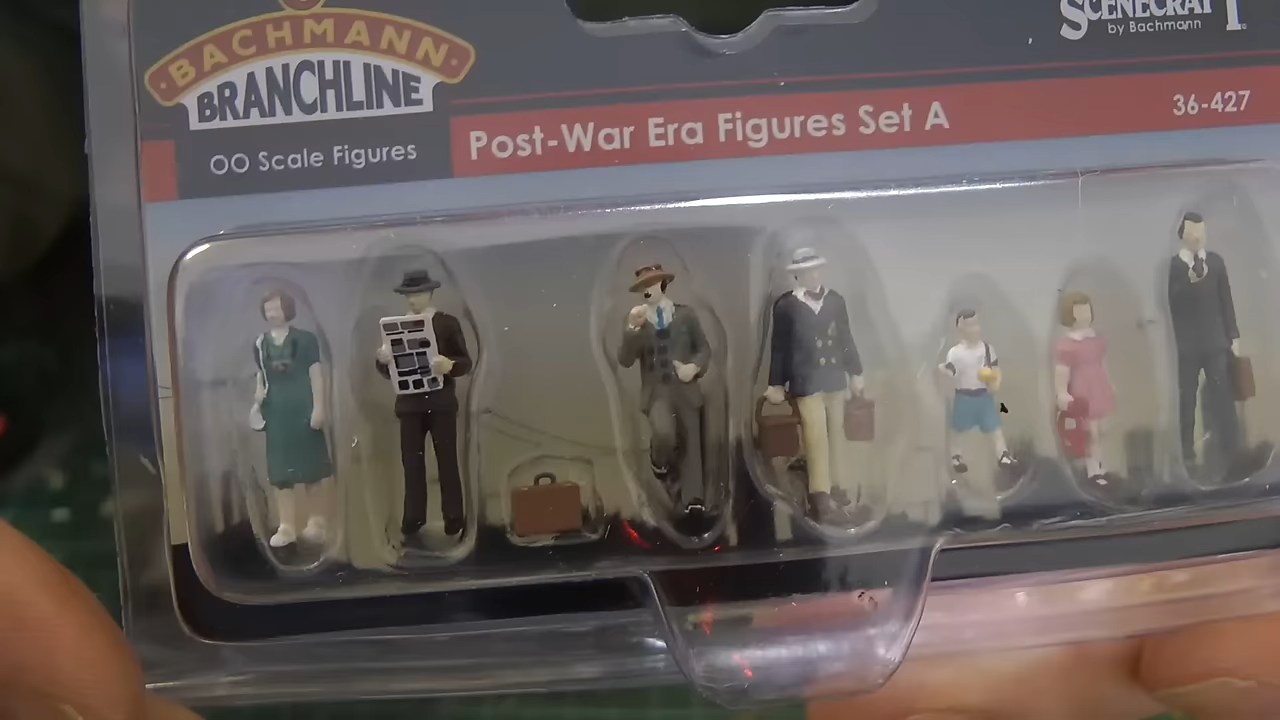 BACHMANN
BRANCHLINE
OO Scale Figures
SCENECRAFT
by Bachmann
Post-War Era Figures Set A
36-427